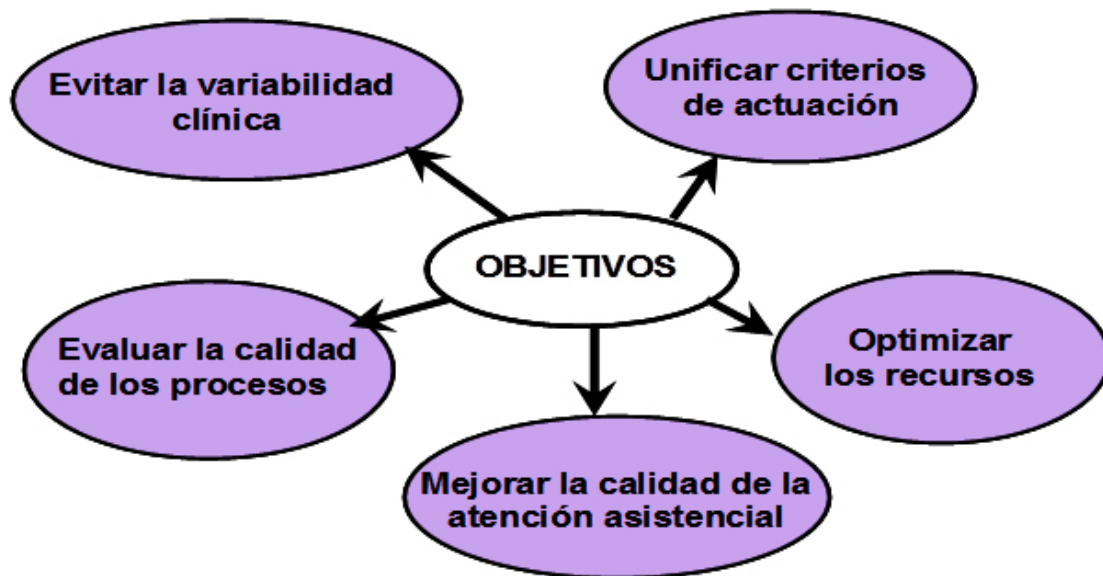 Evitar la variabilidad
clínica
Unificar criterios
de actuación
OBJETIVOS
Evaluar la calidad
de los procesos
Optimizar
los recursos
Mejorar la calidad de la
atención asistencial